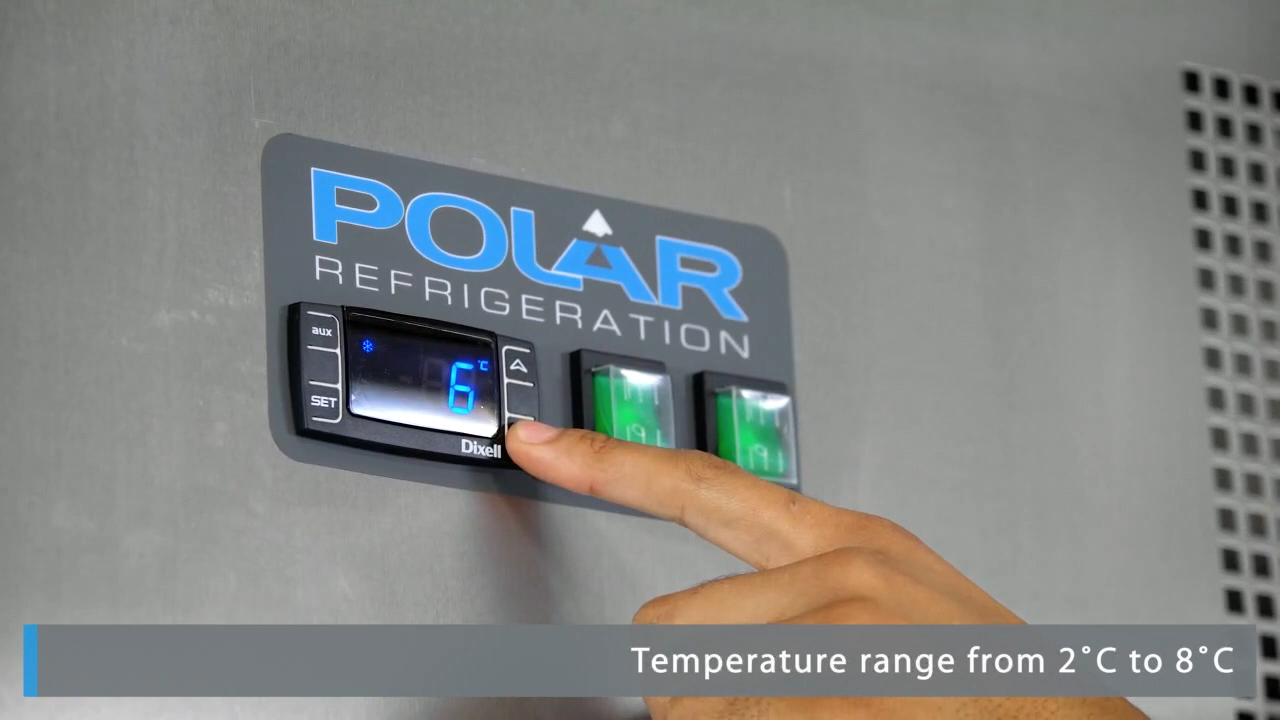 POLAR
REFRIGERATION
aux
SET
6°C
Dixell
Temperature range from 2˚C to 8˚C